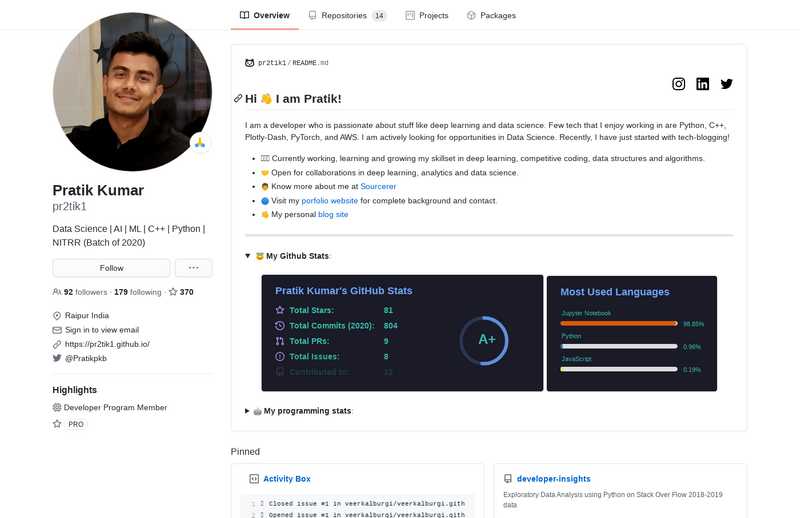 Overview
Repositories 14
Projects
Packages
pr2tik1/README.md
Hi 👋 I am Pratik!
I am a developer who is passionate about stuff like deep learning and data science. Few tech that I enjoy working in are Python, C++,
Plotly-Dash, PyTorch, and AWS. I am actively looking for opportunities in Data Science. Recently, I have just started with tech-blogging!
Currently working, learning and growing my skillset in deep learning, competitive coding, data structures and algorithms.
Open for collaborations in deep learning, analytics and data science.
Know more about me at Sourcerer
Visit my porfolio website for complete background and contact.
My personal blog site
My Github Stats:
Pratik Kumar's GitHub Stats
Total Stars: 81
Total Commits (2020): 804
Total PRs: 9
Total Issues: 8
Contributed to: 12
A+
Most Used Languages
Jupyter Notebook
98.85%
Python
0.96%
JavaScript
0.19%
My programming stats:
Pratik Kumar
pr2tik1
Data Science | AI | ML | C++ | Python |
NITRR (Batch of 2020)
Follow
92 followers · 179 following · 370
Raipur India
Sign in to view email
https://pr2tik1.github.io/
@Pratikpkb
Highlights
Developer Program Member
PRO
Pinned
Activity Box
1 Closed issue #1 in veerkalburgi/veerkalburgi.gith
2 Opened issue #1 in veerkalburgi/veerkalburgi.gith
developer-insights
Exploratory Data Analysis using Python on Stack Over Flow 2018-2019
data